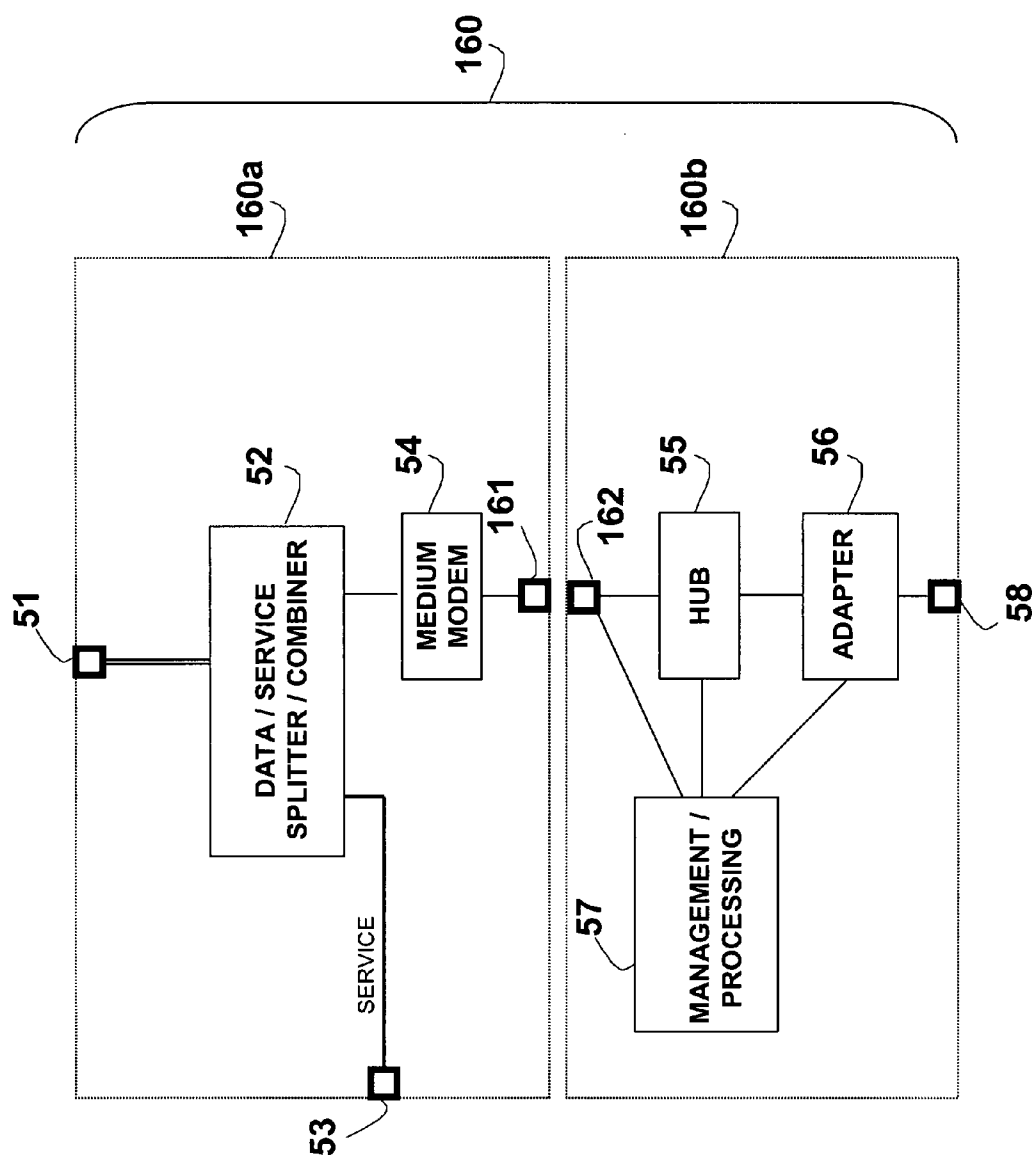 160
160a
160b
51
52
DATA / SERVICE
SPLITTER / COMBINER
54
MEDIUM
MODEM
161
SERVICE
53
162
55
HUB
56
ADAPTER
58
57
MANAGEMENT /
PROCESSING